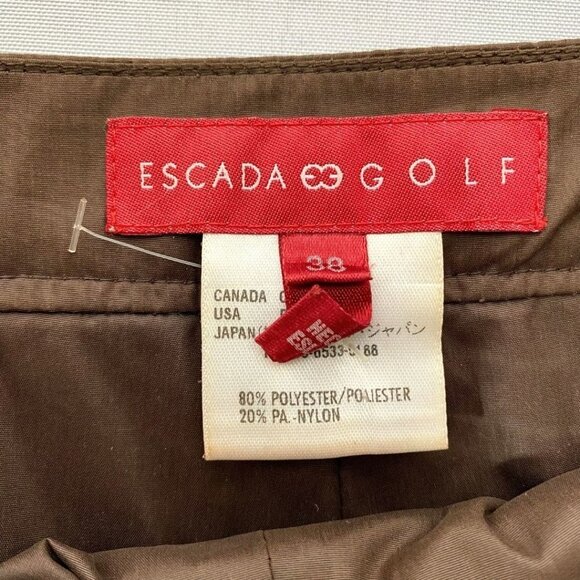 ESCADA GOLF
38
CANADA
USA
JAPAN
ジャパン
80% POLYESTER/POLIESTER
20% PA.-NYLON